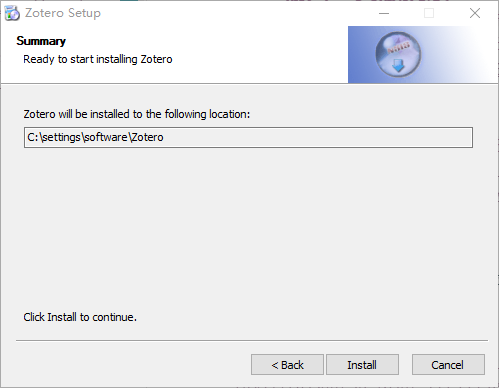 Zotero Setup
Summary
Ready to start installing Zotero
Zotero will be installed to the following location:
C:\settings\software\Zotero
Click Install to continue.
< Back
Install
Cancel